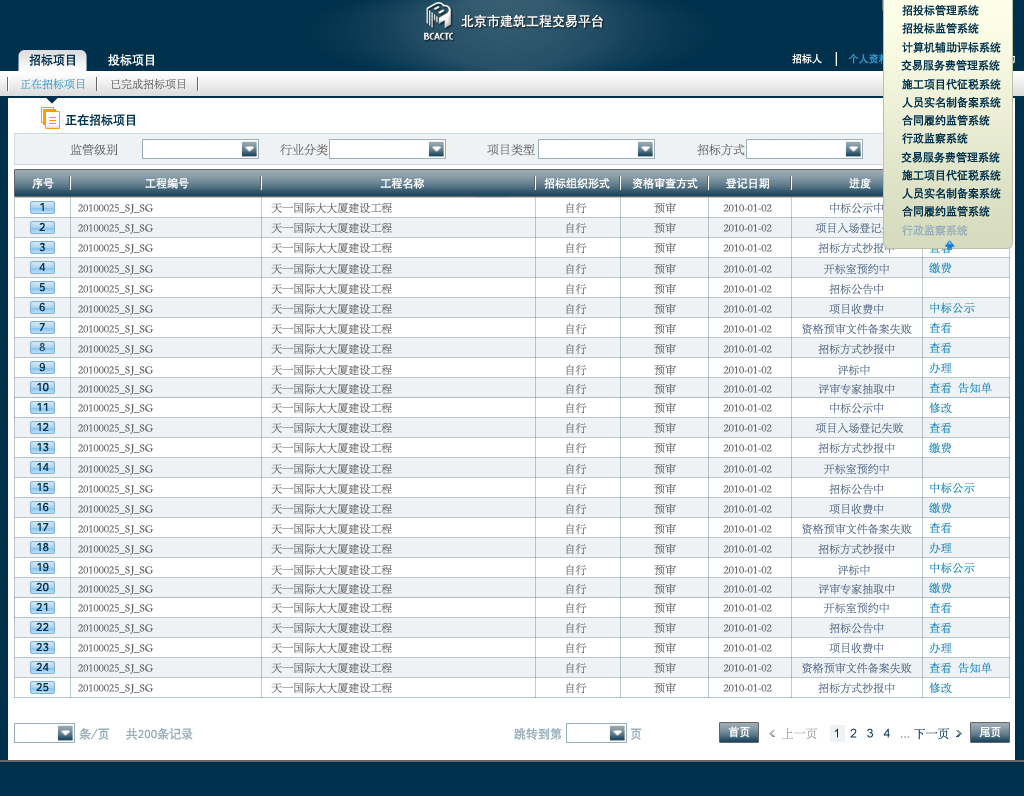 BCACTC
北京市建筑工程交易平台
招标项目 投标项目 招标人 个人资
正在招标项目 已完成招标项目
招投标管理系统
招投标监管系统
计算机辅助评标系统
交易服务费管理系统
施工项目代征税系统
人员实名制备案系统
合同履约监管系统
行政监察系统
交易服务费管理系统
施工项目代征税系统
人员实名制备案系统
合同履约监管系统
行政监察系统
正在招标项目
监管级别 行业分类 项目类型 招标方式
序号 工程编号 工程名称 招标组织形式 资格审查方式 登记日期 进度
1 20100025_SJ_SG 天一国际大大厦建设工程 自行 预审 2010-01-02 中标公示中
2 20100025_SJ_SG 天一国际大大厦建设工程 自行 预审 2010-01-02 项目入场登记
3 20100025_SJ_SG 天一国际大大厦建设工程 自行 预审 2010-01-02 招标方式抄报中 查看
4 20100025_SJ_SG 天一国际大大厦建设工程 自行 预审 2010-01-02 开标室预约中 缴费
5 20100025_SJ_SG 天一国际大大厦建设工程 自行 预审 2010-01-02 招标公告中
6 20100025_SJ_SG 天一国际大大厦建设工程 自行 预审 2010-01-02 项目收费中 中标公示
7 20100025_SJ_SG 天一国际大大厦建设工程 自行 预审 2010-01-02 资格预审文件备案失败 查看
8 20100025_SJ_SG 天一国际大大厦建设工程 自行 预审 2010-01-02 招标方式抄报中 查看
9 20100025_SJ_SG 天一国际大大厦建设工程 自行 预审 2010-01-02 评标中 办理
10 20100025_SJ_SG 天一国际大大厦建设工程 自行 预审 2010-01-02 评审专家抽取中 查看 告知单
11 20100025_SJ_SG 天一国际大大厦建设工程 自行 预审 2010-01-02 中标公示中 修改
12 20100025_SJ_SG 天一国际大大厦建设工程 自行 预审 2010-01-02 项目入场登记失败 查看
13 20100025_SJ_SG 天一国际大大厦建设工程 自行 预审 2010-01-02 招标方式抄报中 缴费
14 20100025_SJ_SG 天一国际大大厦建设工程 自行 预审 2010-01-02 开标室预约中
15 20100025_SJ_SG 天一国际大大厦建设工程 自行 预审 2010-01-02 招标公告中 中标公示
16 20100025_SJ_SG 天一国际大大厦建设工程 自行 预审 2010-01-02 项目收费中 缴费
17 20100025_SJ_SG 天一国际大大厦建设工程 自行 预审 2010-01-02 资格预审文件备案失败 查看
18 20100025_SJ_SG 天一国际大大厦建设工程 自行 预审 2010-01-02 招标方式抄报中 办理
19 20100025_SJ_SG 天一国际大大厦建设工程 自行 预审 2010-01-02 评标中 中标公示
20 20100025_SJ_SG 天一国际大大厦建设工程 自行 预审 2010-01-02 评审专家抽取中 缴费
21 20100025_SJ_SG 天一国际大大厦建设工程 自行 预审 2010-01-02 开标室预约中 查看
22 20100025_SJ_SG 天一国际大大厦建设工程 自行 预审 2010-01-02 招标公告中 查看
23 20100025_SJ_SG 天一国际大大厦建设工程 自行 预审 2010-01-02 项目收费中 办理
24 20100025_SJ_SG 天一国际大大厦建设工程 自行 预审 2010-01-02 资格预审文件备案失败 查看 告知单
25 20100025_SJ_SG 天一国际大大厦建设工程 自行 预审 2010-01-02 招标方式抄报中 修改
条/页 共200条记录 跳转到第 页 首页 < 上一页 1 2 3 4 ... 下一页 > 尾页